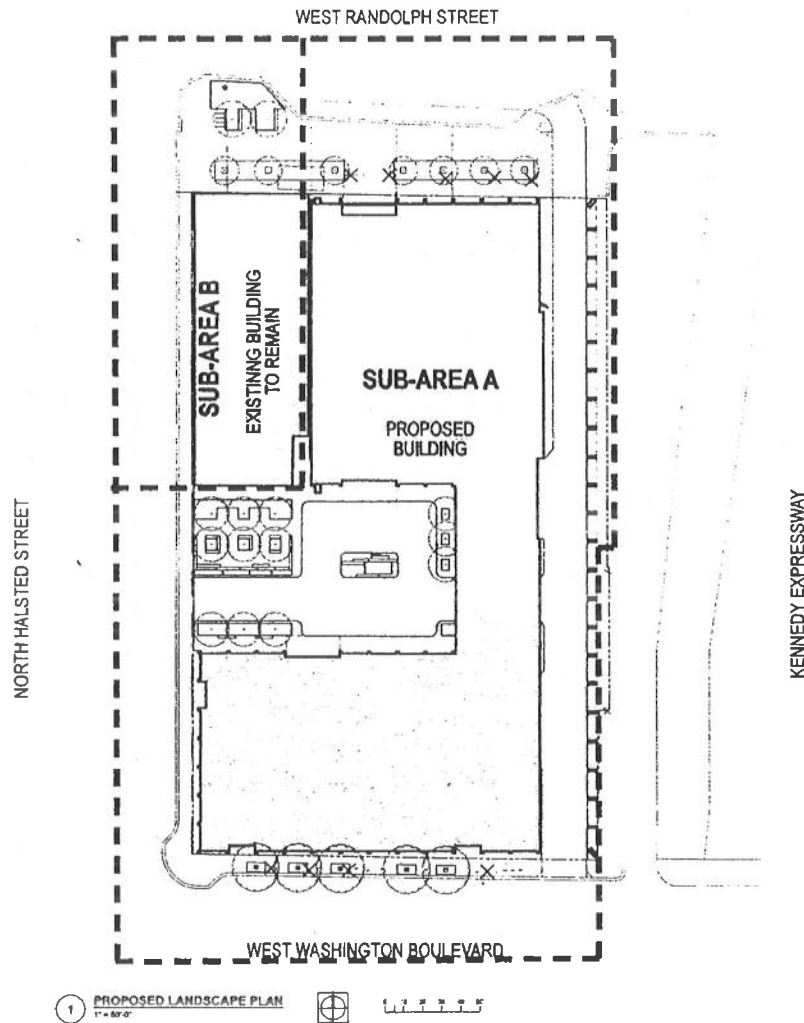 WEST RANDOLPH STREET
SUB-AREA B
EXISTINNG BUILDING
TO REMAIN
SUB-AREA A
PROPOSED
BUILDING
NORTH HALSTED STREET
KENNEDY EXPRESSWAY
WEST WASHINGTON BOULEVARD
1
PROPOSED LANDSCAPE PLAN